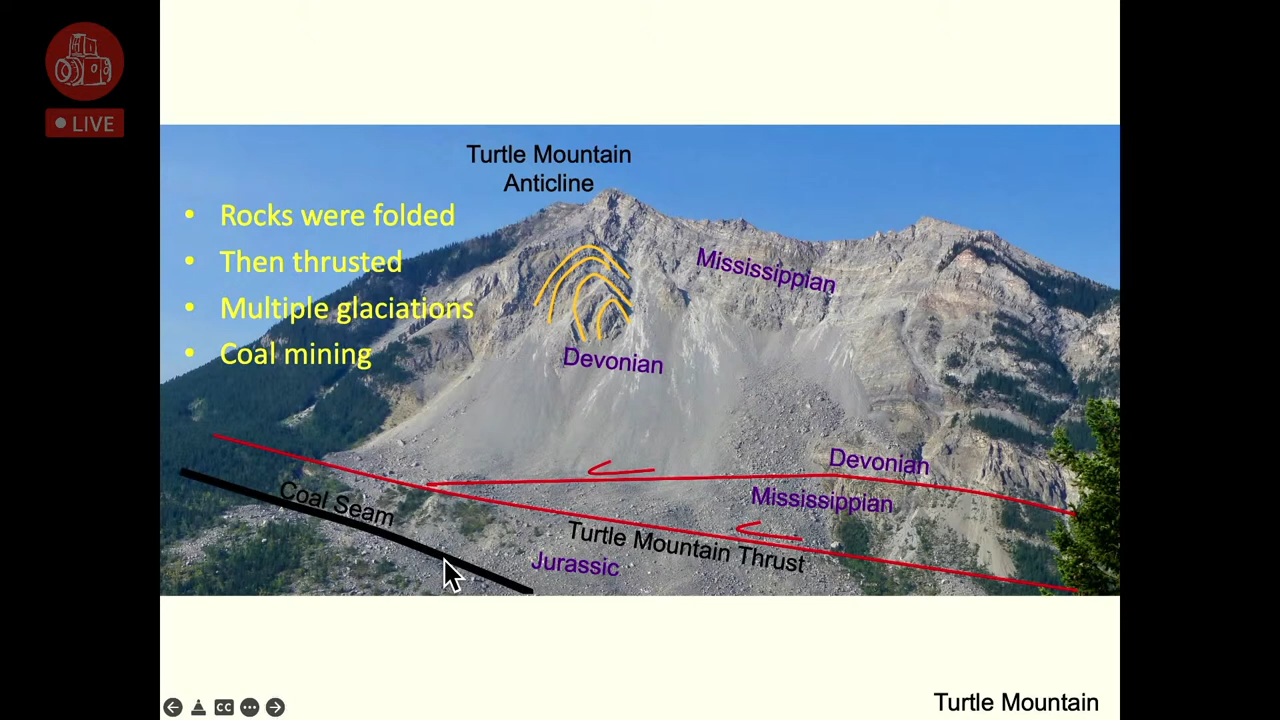 LIVE
Turtle Mountain
Anticline
• Rocks were folded
• Then thrusted
• Multiple glaciations
• Coal mining
Mississippian
Devonian
Devonian
Mississippian
Coal Seam
Turtle Mountain Thrust
Jurassic
CC
Turtle Mountain